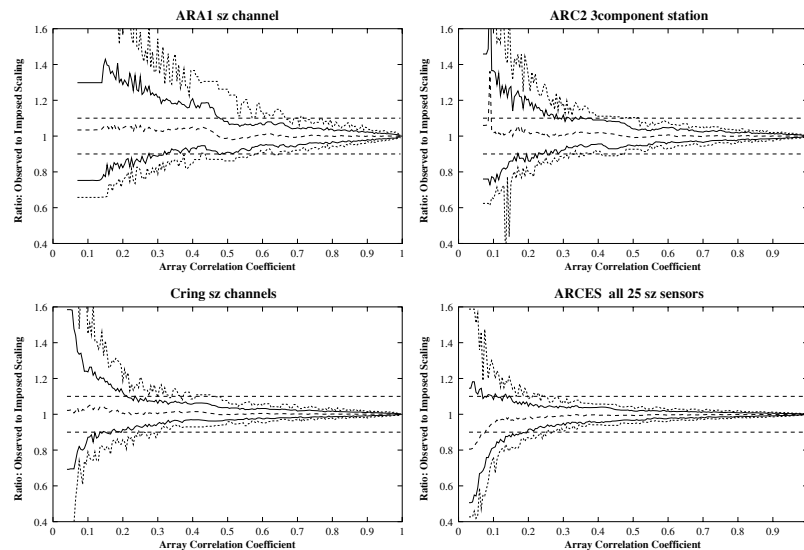 ARA1 sz channel
Ratio: Observed to Imposed Scaling
1.6
1.4
1.2
1
0.8
0.6
0.4
0 0.1 0.2 0.3 0.4 0.5 0.6 0.7 0.8 0.9 1
Array Correlation Coefficient
ARC2 3component station
Ratio: Observed to Imposed Scaling
1.6
1.4
1.2
1
0.8
0.6
0.4
0 0.1 0.2 0.3 0.4 0.5 0.6 0.7 0.8 0.9
Array Correlation Coefficient
Cring sz channels
Ratio: Observed to Imposed Scaling
1.6
1.4
1.2
1
0.8
0.6
0.4
0 0.1 0.2 0.3 0.4 0.5 0.6 0.7 0.8 0.9 1
Array Correlation Coefficient
ARCES all 25 sz sensors
Ratio: Observed to Imposed Scaling
1.6
1.4
1.2
1
0.8
0.6
0.4
0 0.1 0.2 0.3 0.4 0.5 0.6 0.7 0.8 0.9
Array Correlation Coefficient